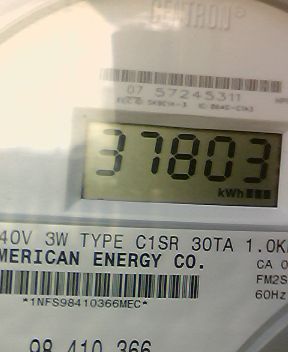 CENTRON®
07 57245311
37803
kWh
40V 3W TYPE C1SR 30TA 1.0K
MERICAN ENERGY CO.
CA 0
FM2S
60Hz
*1NFS98410366MEC*
98 410 366